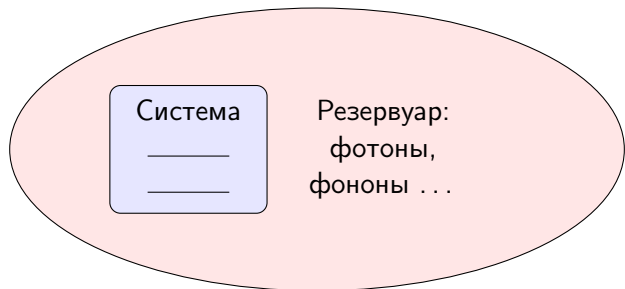 Система
Резервуар:
фотоны,
фононы ...